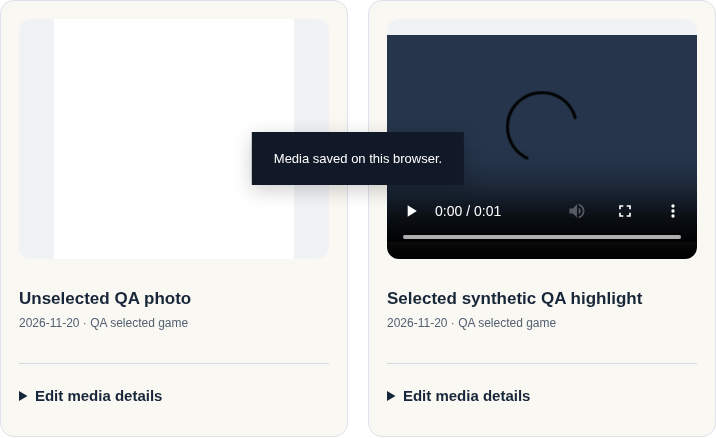 Media saved on this browser.
0:00 / 0:01
Unselected QA photo
2026-11-20 · QA selected game
Edit media details
Selected synthetic QA highlight
2026-11-20 · QA selected game
Edit media details